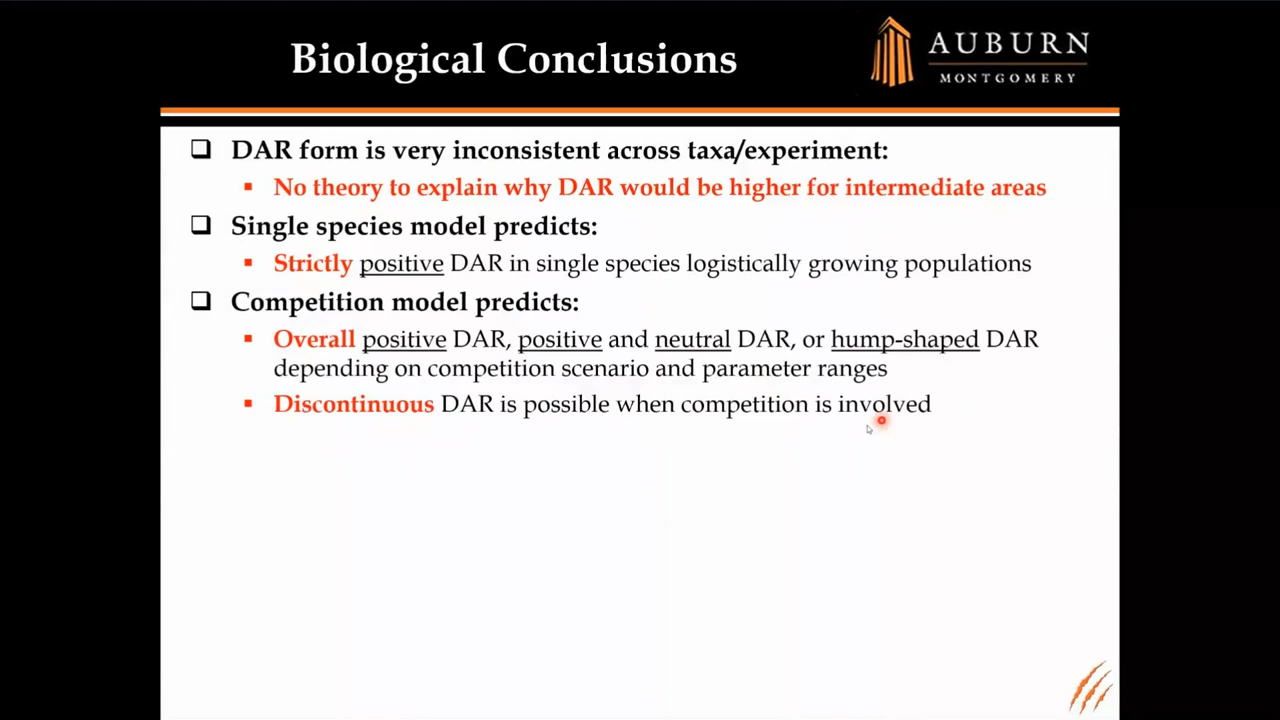 Biological Conclusions
AUBURN
MONTGOMERY
DAR form is very inconsistent across taxa/experiment:
No theory to explain why DAR would be higher for intermediate areas
Single species model predicts:
Strictly positive DAR in single species logistically growing populations
Competition model predicts:
Overall positive DAR, positive and neutral DAR, or hump-shaped DAR
depending on competition scenario and parameter ranges
Discontinuous DAR is possible when competition is involved